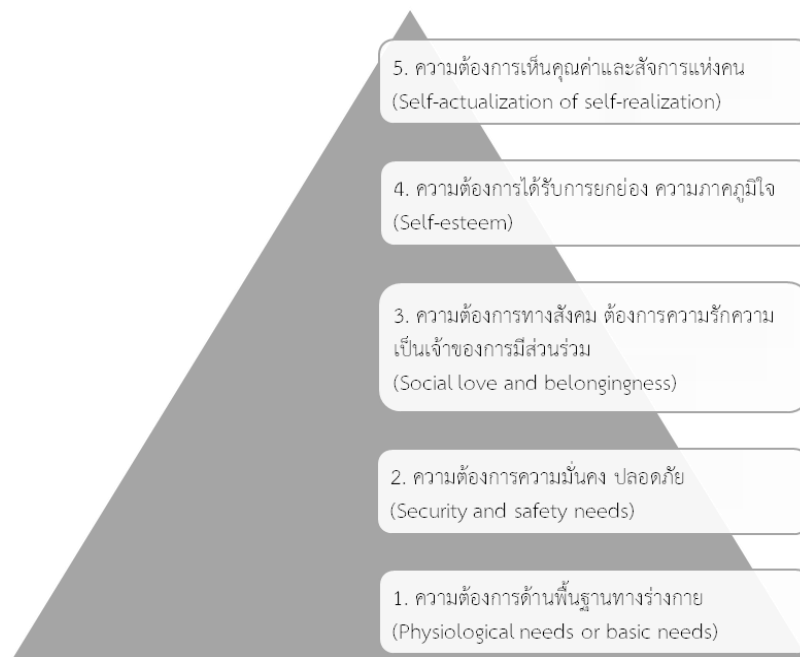 5. ความต้องการเห็นคุณค่าและสัจการแห่งคน
(Self-actualization of self-realization)
4. ความต้องการได้รับการยกย่อง ความภาคภูมิใจ
(Self-esteem)
3. ความต้องการทางสังคม ต้องการความรักความ
เป็นเจ้าของการมีส่วนร่วม
(Social love and belongingness)
2. ความต้องการความมั่นคง ปลอดภัย
(Security and safety needs)
1. ความต้องการด้านพื้นฐานทางร่างกาย
(Physiological needs or basic needs)